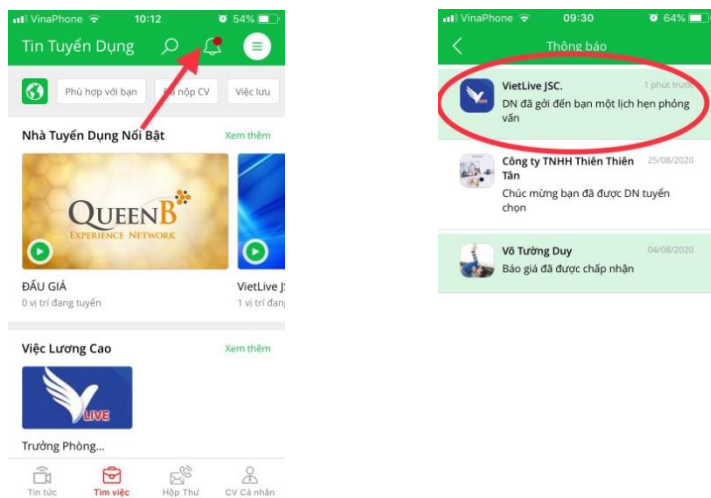 VinaPhone 10:12 54%
Tin Tuyển Dụng
Phù hợp với bạn nộp CV Việc lưu
Nhà Tuyển Dụng Nổi Bật Xem thêm
QUEENB
EXPERIENCE NETWORK
ĐẤU GIÁ VietLive J
0 vị trí đang tuyển 1 vị trí đan
Việc Lương Cao Xem thêm
LIVE
Trưởng Phòng...
Tin tức Tìm việc Hộp Thư CV Cá nhân
VinaPhone 09:30 64%
Thông báo
VietLive JSC. 1 phút trước
DN đã gởi đến bạn một lịch hẹn phỏng
vấn
Công ty TNHH Thiên Thiên 25/08/2020
Tân
Chúc mừng bạn đã được DN tuyển
chọn
Võ Tường Duy 04/08/2020
Báo giá đã được chấp nhận